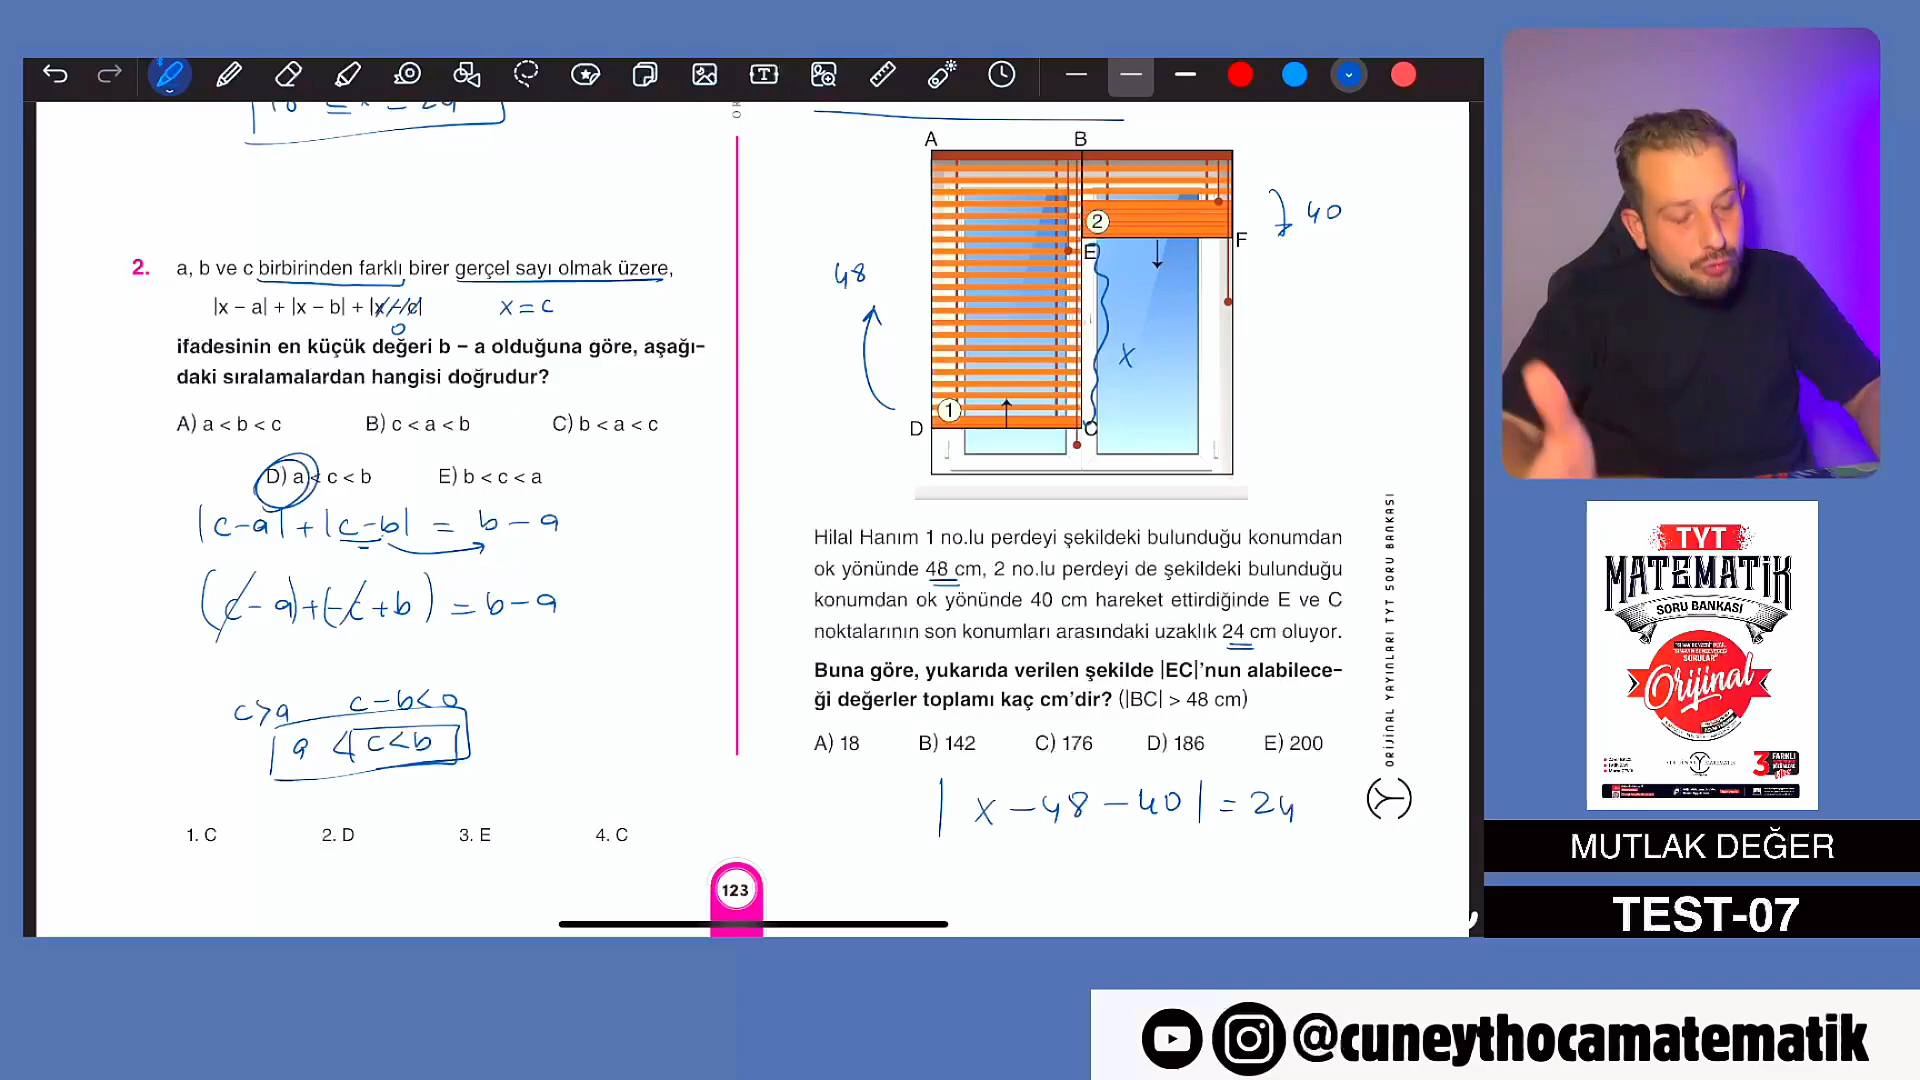 2. a, b ve c birbirinden farklı birer gerçel sayı olmak üzere,
|x – a| + |x – b| + |x – c|
x = c
0
ifadesinin en küçük değeri b – a olduğuna göre, aşağı-
daki sıralamalardan hangisi doğrudur?
A) a < b < c B) c < a < b C) b < a < c
D) a < c < b E) b < c < a
|c-a| + |c-b| = b - a
(c - a) + (-c + b) = b - a
c>a c-b<0
a < c<b
1. C 2. D 3. E 4. C
123
A B
2
F
E
40
48
x
1
D C
Hilal Hanım 1 no.lu perdeyi şekildeki bulunduğu konumdan
ok yönünde 48 cm, 2 no.lu perdeyi de şekildeki bulunduğu
konumdan ok yönünde 40 cm hareket ettirdiğinde E ve C
noktalarının son konumları arasındaki uzaklık 24 cm oluyor.
Buna göre, yukarıda verilen şekilde |EC|'nun alabilece-
ği değerler toplamı kaç cm'dir? (|BC| > 48 cm)
A) 18 B) 142 C) 176 D) 186 E) 200
| x - 48 - 40 | = 24
ORİJİNAL YAYINLARI TYT SORU BANKASI
TYT
MATEMATİK
SORU BANKASI
Orijinal
3 FARKLI
MUTLAK DEĞER
TEST-07
@cuneythocamatematik